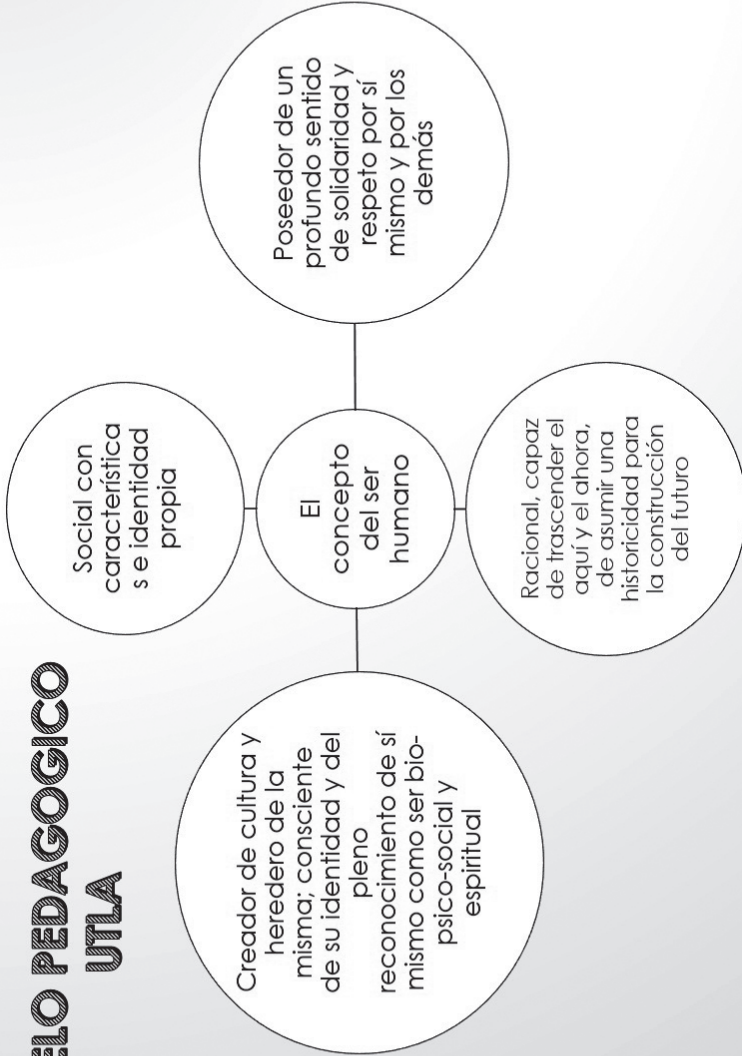 ELO PEDAGOGICO
UTLA
Social con
característica
s e identidad
propia
Creador de cultura y
heredero de la
misma; consciente
de su identidad y del
pleno
reconocimiento de sí
mismo como ser bio-
psico-social y
espiritual
El
concepto
del ser
humano
Poseedor de un
profundo sentido
de solidaridad y
respeto por sí
mismo y por los
demás
Racional, capaz
de trascender el
aquí y el ahora,
de asumir una
historicidad para
la construcción
del futuro